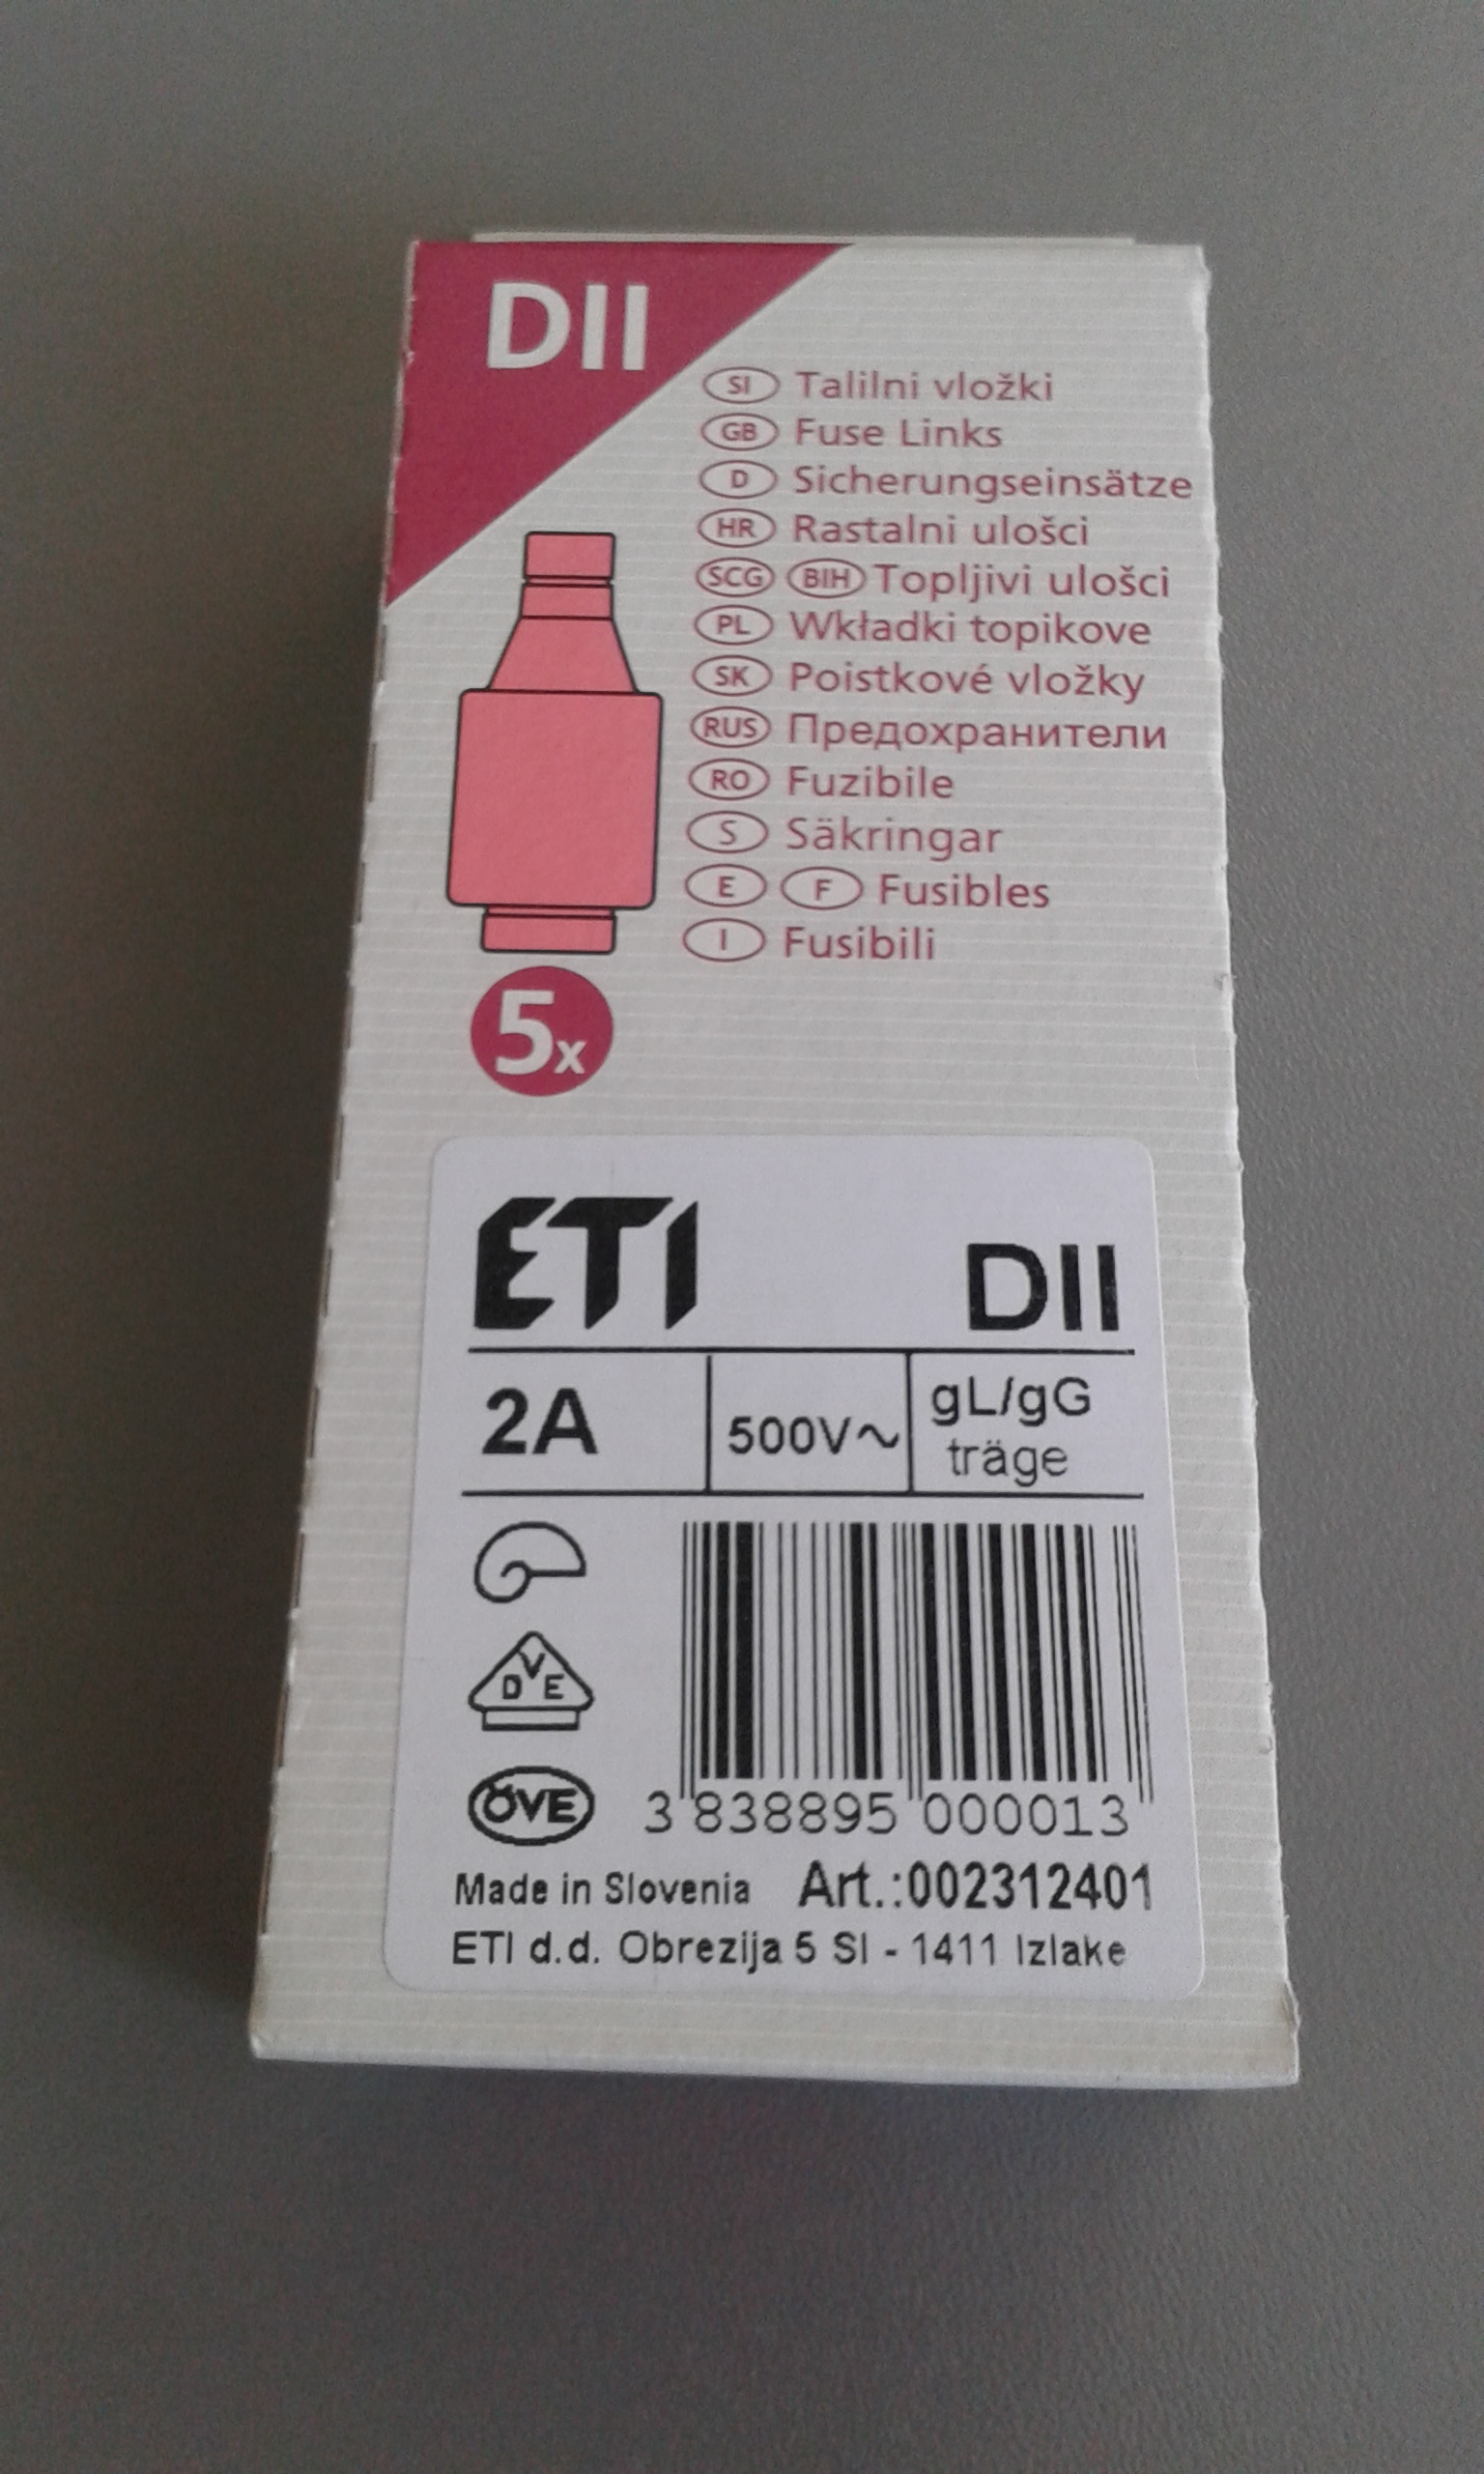 DII
SI Talilni vložki
GB Fuse Links
D Sicherungseinsätze
HR Rastalni ulošci
SCG BIH Topljivi ulošci
PL Wkładki topikove
SK Poistkové vložky
RUS Предохранители
RO Fuzibile
S Säkringar
E F Fusibles
I Fusibili
5x
ETI DII
2A 500V~ gL/gG
träge
DVE
ÖVE
3 838895 000013
Made in Slovenia Art.:002312401
ETI d.d. Obrezija 5 SI - 1411 Izlake